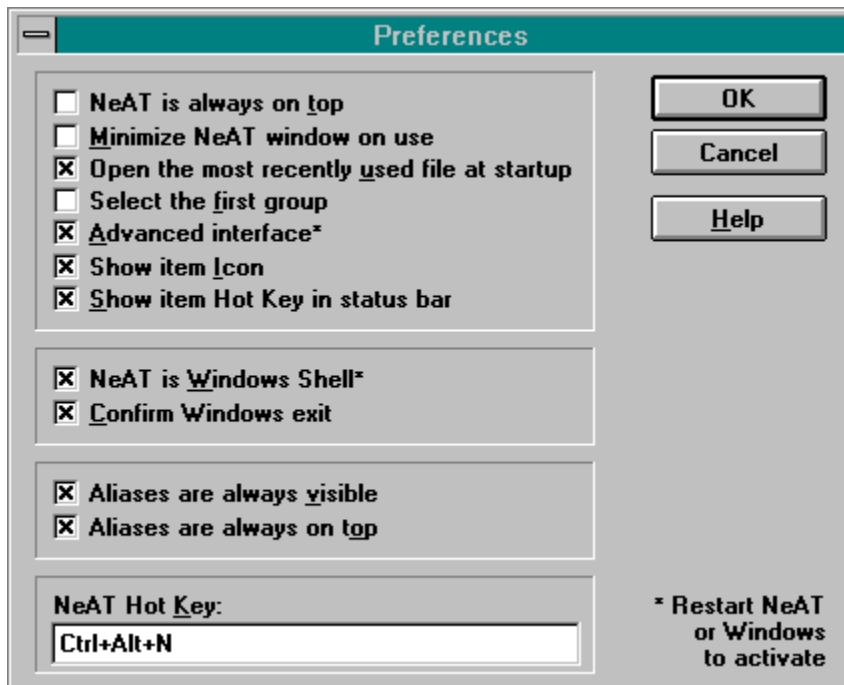 Preferences
NeAT is always on top
Minimize NeAT window on use
Open the most recently used file at startup
Select the first group
Advanced interface*
Show item Icon
Show item Hot Key in status bar
NeAT is Windows Shell*
Confirm Windows exit
Aliases are always visible
Aliases are always on top
NeAT Hot Key:
Ctrl+Alt+N
OK
Cancel
Help
* Restart NeAT
or Windows
to activate